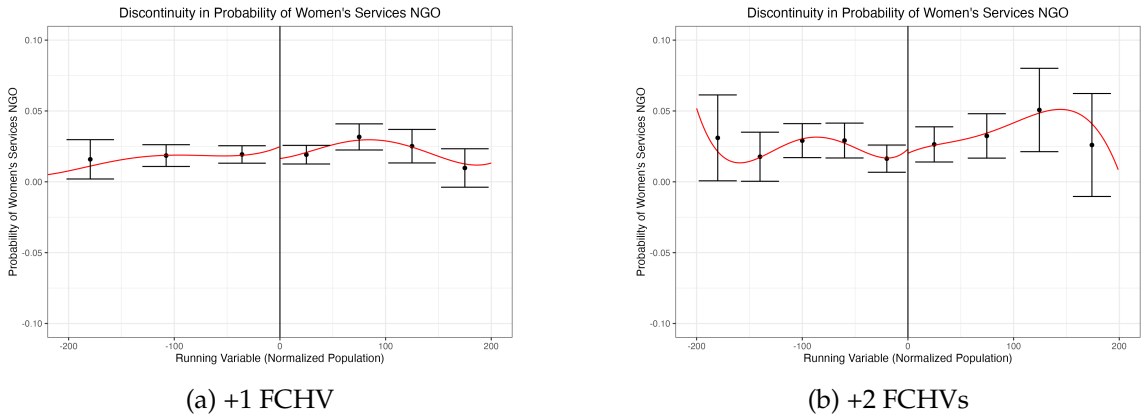 Discontinuity in Probability of Women's Services NGO
Probability of Women's Services NGO
0.10
0.05
0.00
-0.05
-0.10
-200
-100
0
100
200
Running Variable (Normalized Population)
(a) +1 FCHV
Discontinuity in Probability of Women's Services NGO
Probability of Women's Services NGO
0.10
0.05
0.00
-0.05
-0.10
-200
-100
0
100
200
Running Variable (Normalized Population)
(b) +2 FCHVs